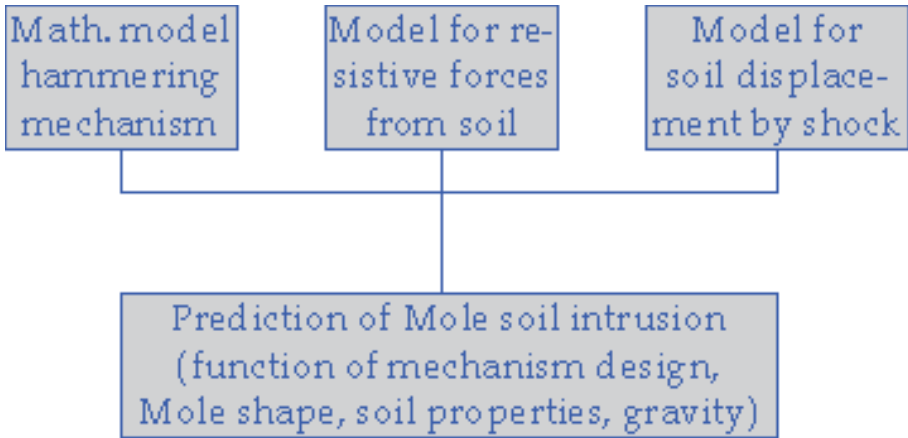 Math. model
hammering
mechanism
Model for re-
sistive forces
from soil
Model for
soil displace-
ment by shock
Prediction of Mole soil intrusion
(function of mechanism design,
Mole shape, soil properties, gravity)